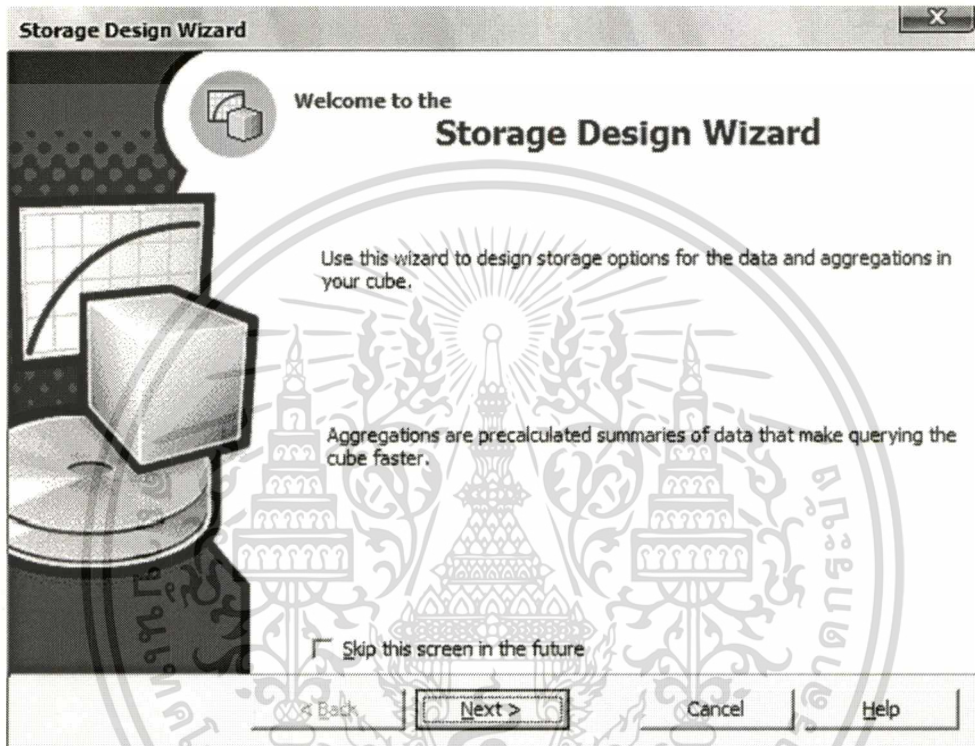 Storage Design Wizard
Welcome to the
Storage Design Wizard
Use this wizard to design storage options for the data and aggregations in
your cube.
Aggregations are precalculated summaries of data that make querying the
cube faster.
Skip this screen in the future
< Back
Next >
Cancel
Help